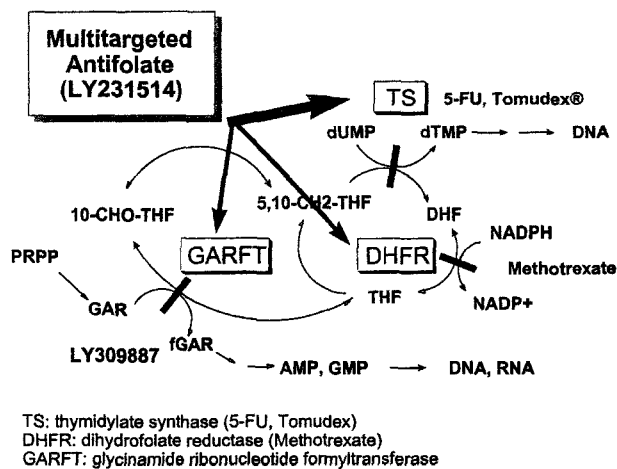 Multitargeted
Antifolate
(LY231514)
TS
5-FU, Tomudex®
dUMP
dTMP
DNA
10-CHO-THF
5,10-CH2-THF
DHF
NADPH
PRPP
GARFT
DHFR
Methotrexate
GAR
THF
NADP+
LY309887
fGAR
AMP, GMP
DNA, RNA
TS: thymidylate synthase (5-FU, Tomudex)
DHFR: dihydrofolate reductase (Methotrexate)
GARFT: glycinamide ribonucleotide formyltransferase